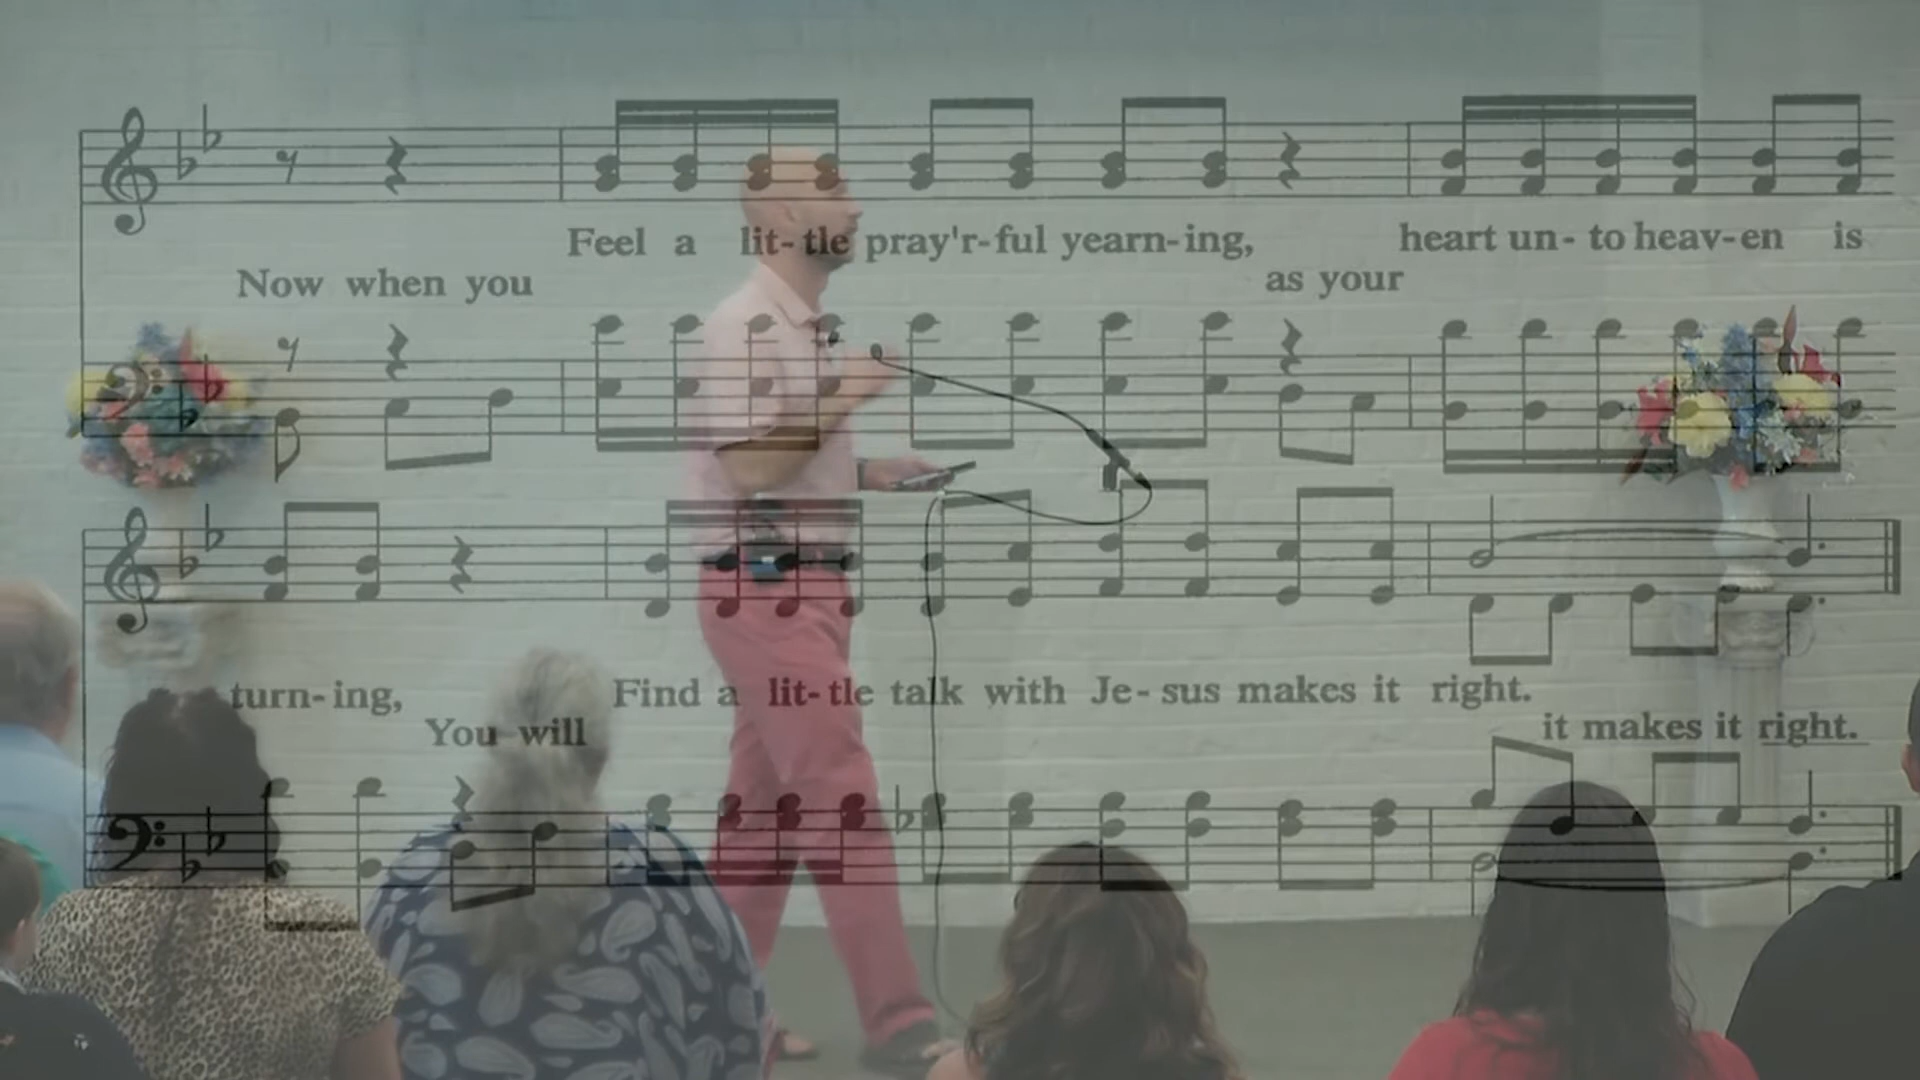 Feel a lit- tle pray'r-ful yearn-ing, heart un- to heav-en is
Now when you as your
turn-ing, Find a lit-tle talk with Je- sus makes it right.
You will it makes it right.